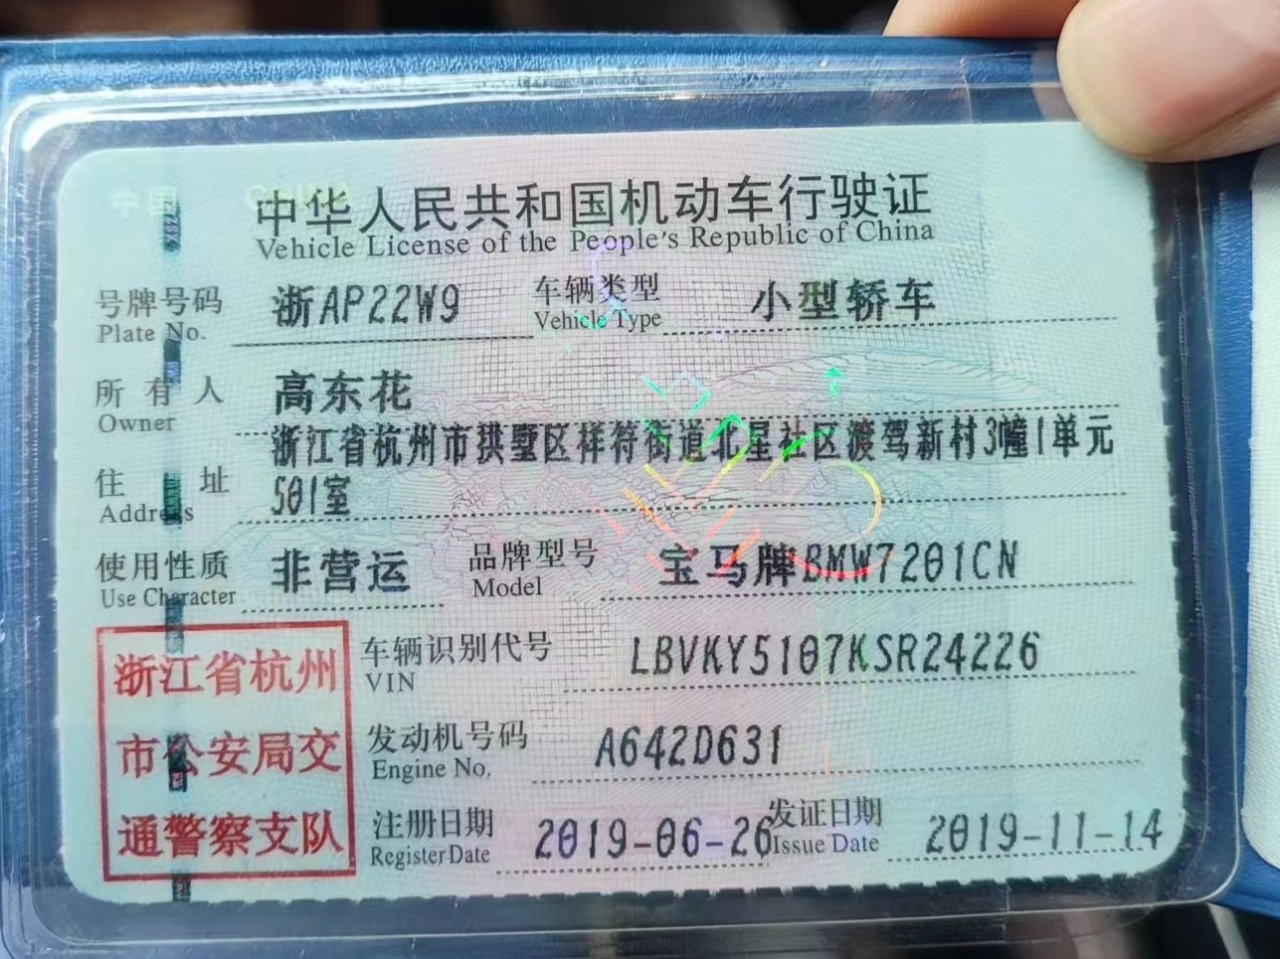 中国 CHINA
中华人民共和国机动车行驶证
Vehicle License of the People's Republic of China
号牌号码 浙AP22W9 车辆类型 小型轿车
Plate No. Vehicle Type
所有人 高东花
Owner
浙江省杭州市拱墅区祥符街道北星社区渡驾新村3幢1单元
住址 501室
Address
使用性质 非营运 品牌型号 宝马牌BMW7201CN
Use Character Model
浙江省杭州
市公安局交
通警察支队
车辆识别代号 LBVKY5107KSR24226
VIN
发动机号码 A642D631
Engine No.
注册日期 2019-06-26 发证日期 2019-11-14
Register Date Issue Date